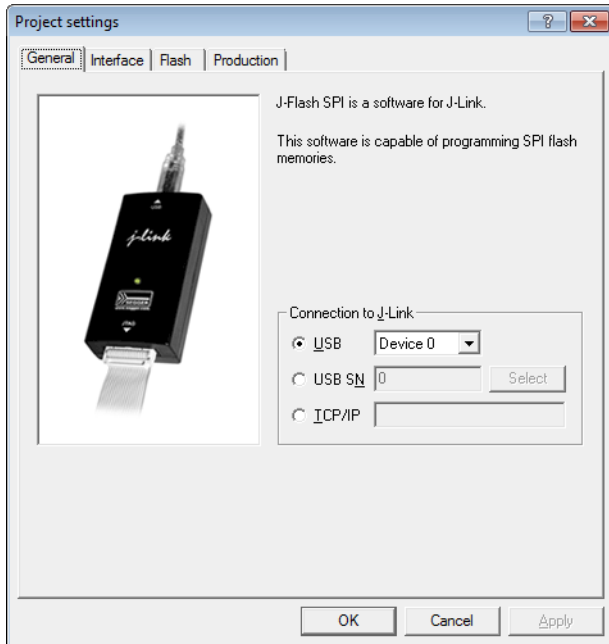 Project settings
General
Interface
Flash
Production
J-Flash SPI is a software for J-Link.
This software is capable of programming SPI flash
memories.
USB
j-link
SEGGER
JTAG
Connection to J-Link
USB
Device 0
USB SN
0
Select
TCP/IP
OK
Cancel
Apply